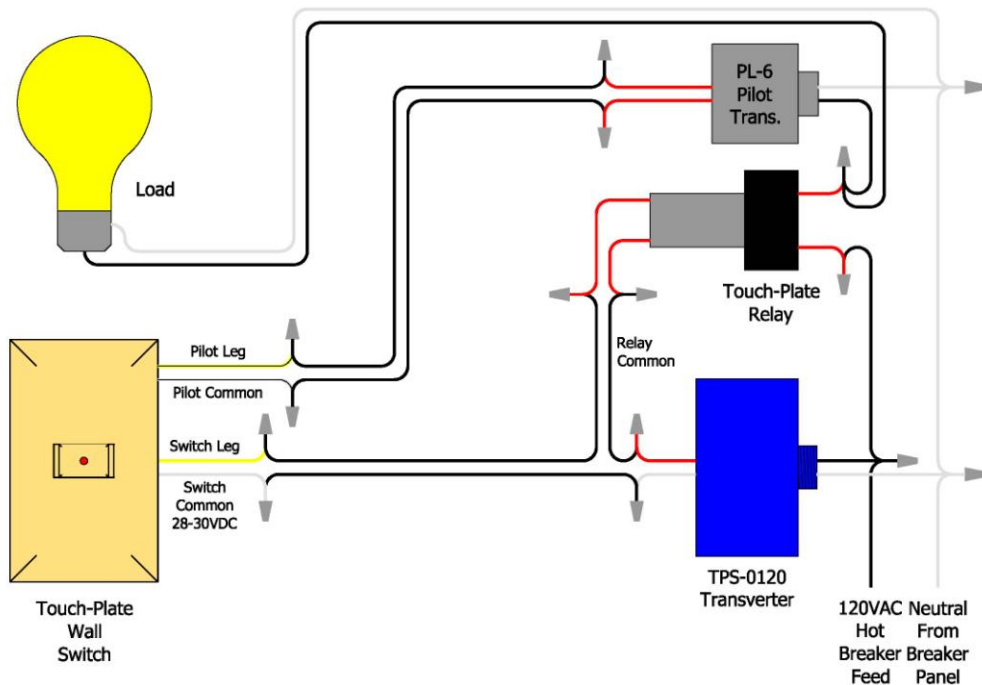 PL-6
Pilot
Trans.
Load
Touch-Plate
Relay
Pilot Leg
Relay
Common
Pilot Common
Switch Leg
Switch
Common
28-30VDC
TPS-0120
Transverter
Touch-Plate
Wall
Switch
120VAC
Hot
Breaker
Feed
Neutral
From
Breaker
Panel